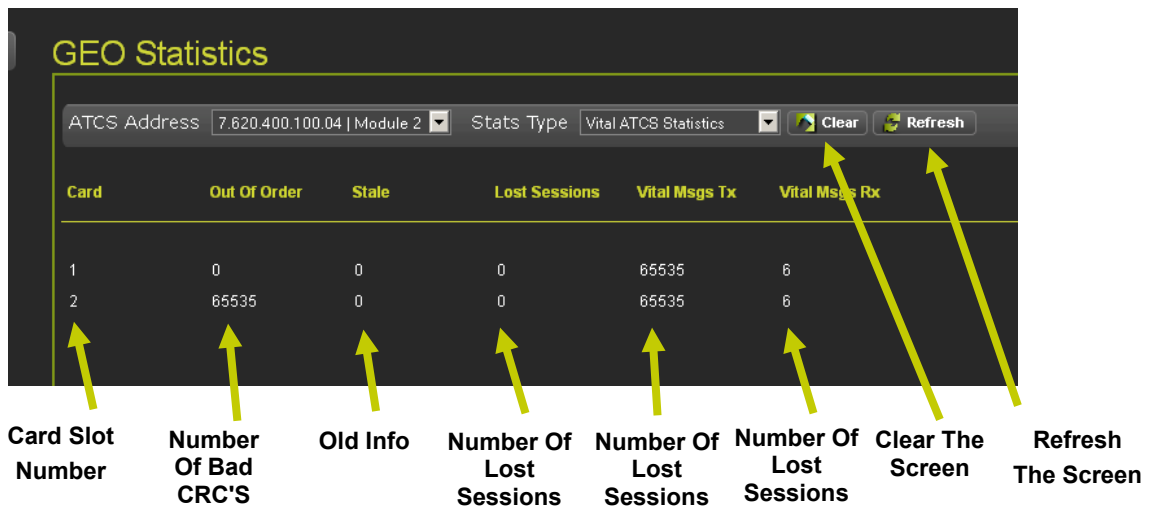 GEO Statistics
ATCS Address 7.620.400.100.04 | Module 2 Stats Type Vital ATCS Statistics Clear Refresh
Card Out Of Order Stale Lost Sessions Vital Msgs Tx Vital Msgs Rx
1 0 0 0 65535 6
2 65535 0 0 65535 6
Card Slot
Number
Number
Of Bad
CRC'S
Old Info
Number Of
Lost
Sessions
Number Of
Lost
Sessions
Number Of
Lost
Sessions
Clear The
Screen
Refresh
The Screen